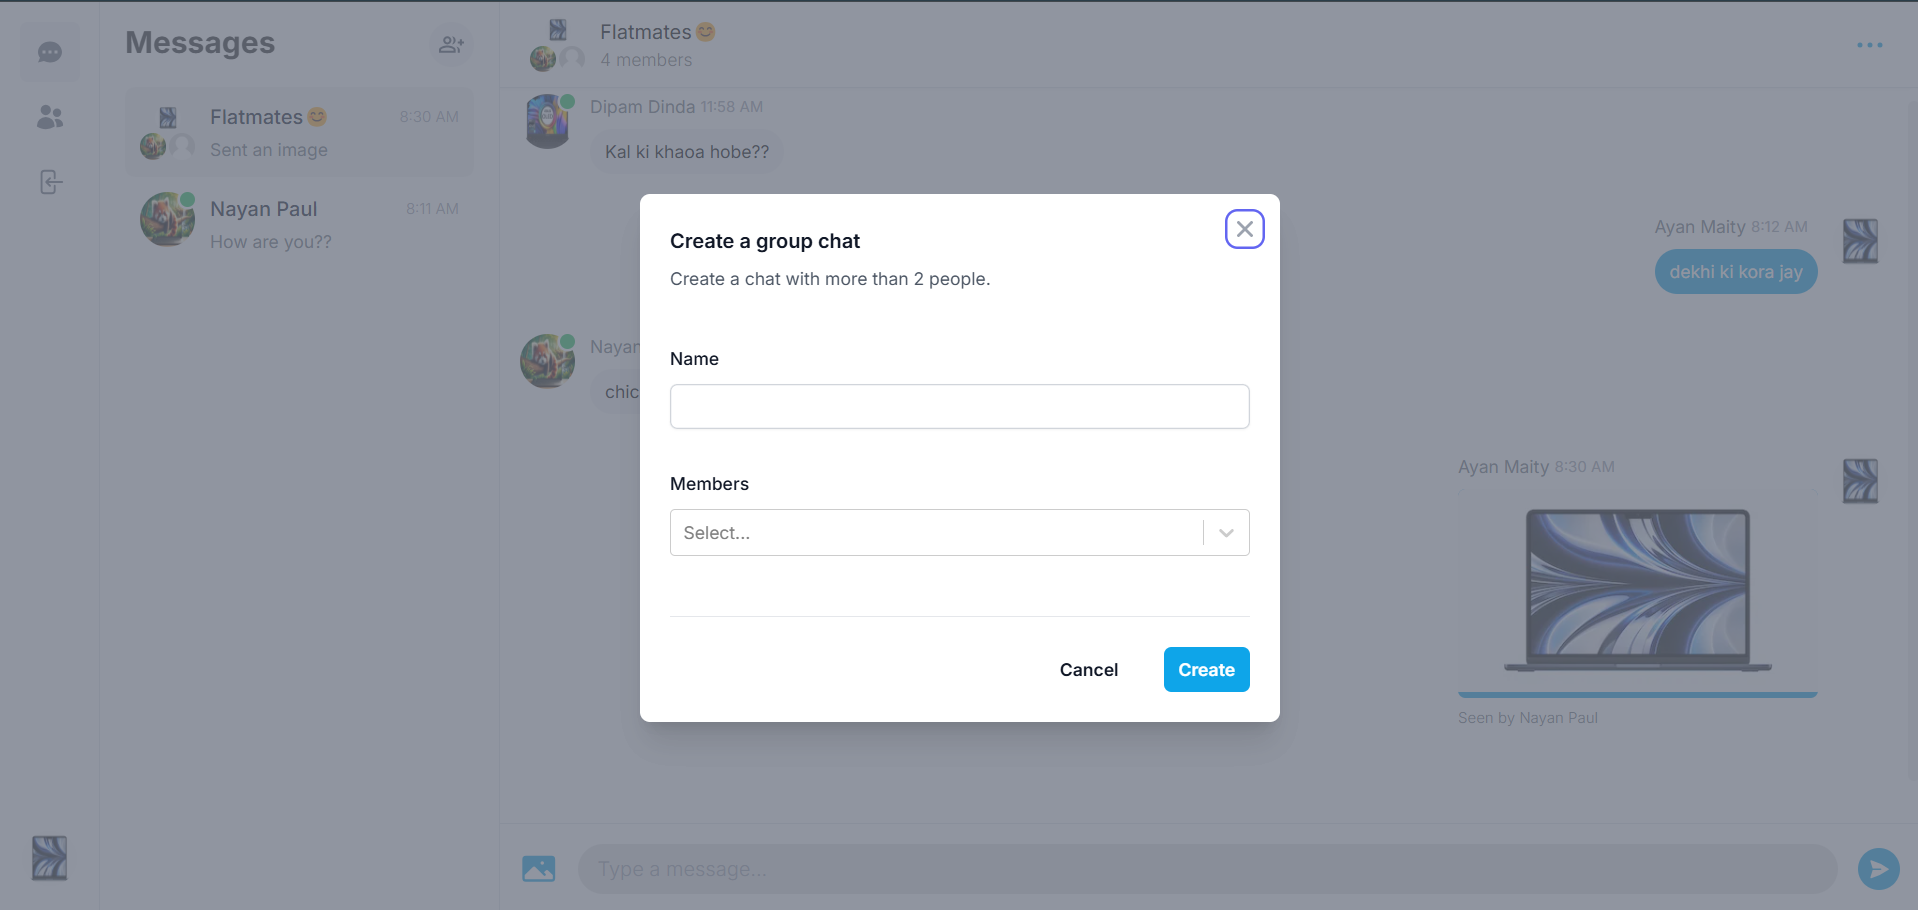 Messages
Flatmates😊
8:30 AM
Sent an image
Nayan Paul
8:11 AM
How are you??
Flatmates😊
4 members
Dipam Dinda 11:58 AM
Kal ki khaoa hobe??
Ayan Maity 8:12 AM
dekhi ki kora jay
Nayan
chic
Create a group chat
Create a chat with more than 2 people.
Name
Members
Select...
Cancel
Create
Ayan Maity 8:30 AM
Seen by Nayan Paul
Type a message...